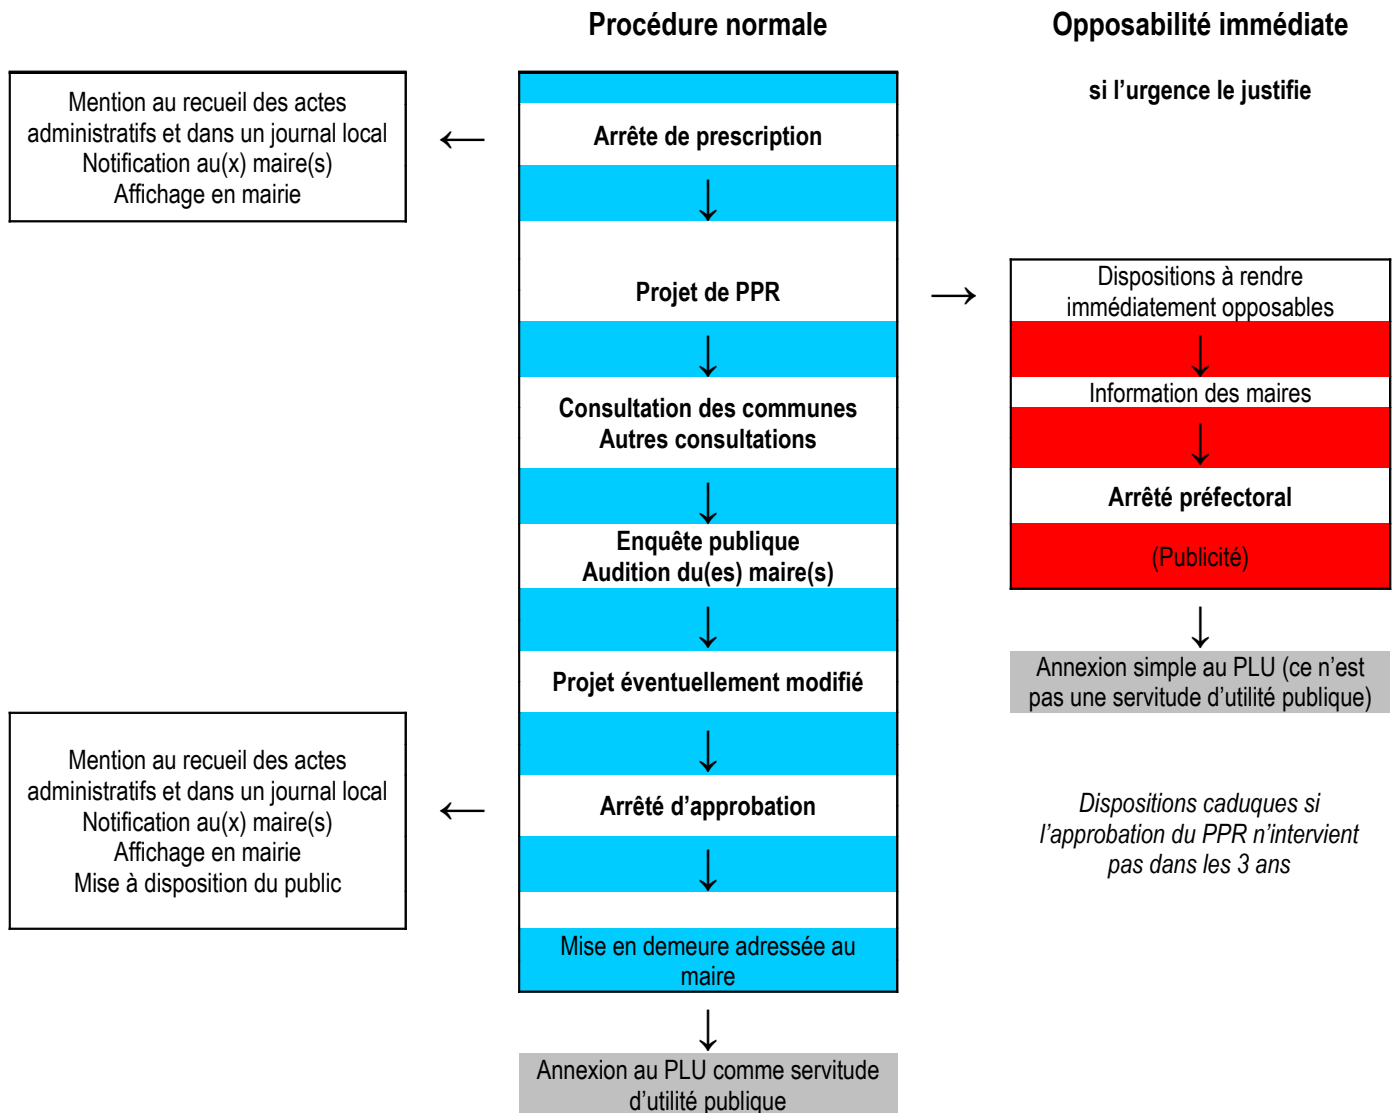 Procédure normale
Opposabilité immédiate
si l'urgence le justifie
Mention au recueil des actes
administratifs et dans un journal local
Notification au(x) maire(s)
Affichage en mairie
←
Arrête de prescription
↓
Projet de PPR
→
Dispositions à rendre
immédiatement opposables
↓
Information des maires
↓
Arrêté préfectoral
(Publicité)
↓
Annexion simple au PLU (ce n'est
pas une servitude d'utilité publique)
Dispositions caduques si
l'approbation du PPR n'intervient
pas dans les 3 ans
↓
Consultation des communes
Autres consultations
↓
Enquête publique
Audition du(es) maire(s)
↓
Projet éventuellement modifié
↓
Mention au recueil des actes
administratifs et dans un journal local
Notification au(x) maire(s)
Affichage en mairie
Mise à disposition du public
←
Arrêté d'approbation
↓
Mise en demeure adressée au
maire
↓
Annexion au PLU comme servitude
d'utilité publique